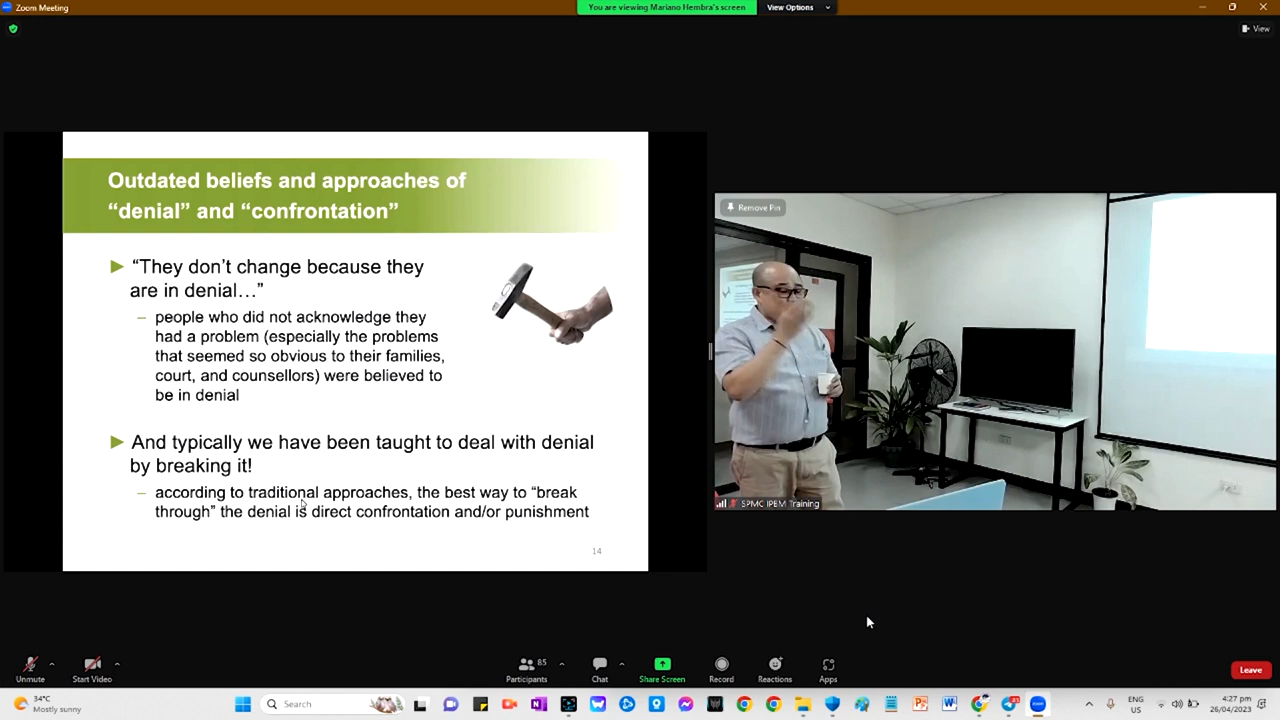 Zoom Meeting
You are viewing Mariano Hembra's screen
View Options
View
Outdated beliefs and approaches of
“denial” and “confrontation”
“They don’t change because they
are in denial…”
– people who did not acknowledge they
had a problem (especially the problems
that seemed so obvious to their families,
court, and counsellors) were believed to
be in denial
And typically we have been taught to deal with denial
by breaking it!
– according to traditional approaches, the best way to “break
through” the denial is direct confrontation and/or punishment
14
Remove Pin
SPMC IPBM Training
Unmute
Start Video
85
Participants
Chat
Share Screen
Record
Reactions
Apps
Leave
34°C
Mostly sunny
Search
ENG
US
4:27 pm
26/04/2023